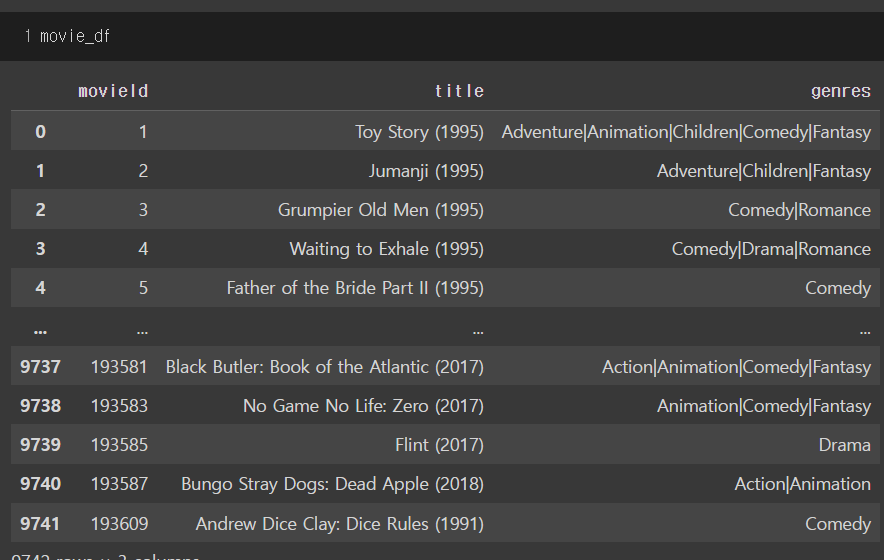 1 movie_df
movieId title genres
0 1 Toy Story (1995) Adventure|Animation|Children|Comedy|Fantasy
1 2 Jumanji (1995) Adventure|Children|Fantasy
2 3 Grumpier Old Men (1995) Comedy|Romance
3 4 Waiting to Exhale (1995) Comedy|Drama|Romance
4 5 Father of the Bride Part II (1995) Comedy
... ... ... ...
9737 193581 Black Butler: Book of the Atlantic (2017) Action|Animation|Comedy|Fantasy
9738 193583 No Game No Life: Zero (2017) Animation|Comedy|Fantasy
9739 193585 Flint (2017) Drama
9740 193587 Bungo Stray Dogs: Dead Apple (2018) Action|Animation
9741 193609 Andrew Dice Clay: Dice Rules (1991) Comedy
9742 rows × 3 columns